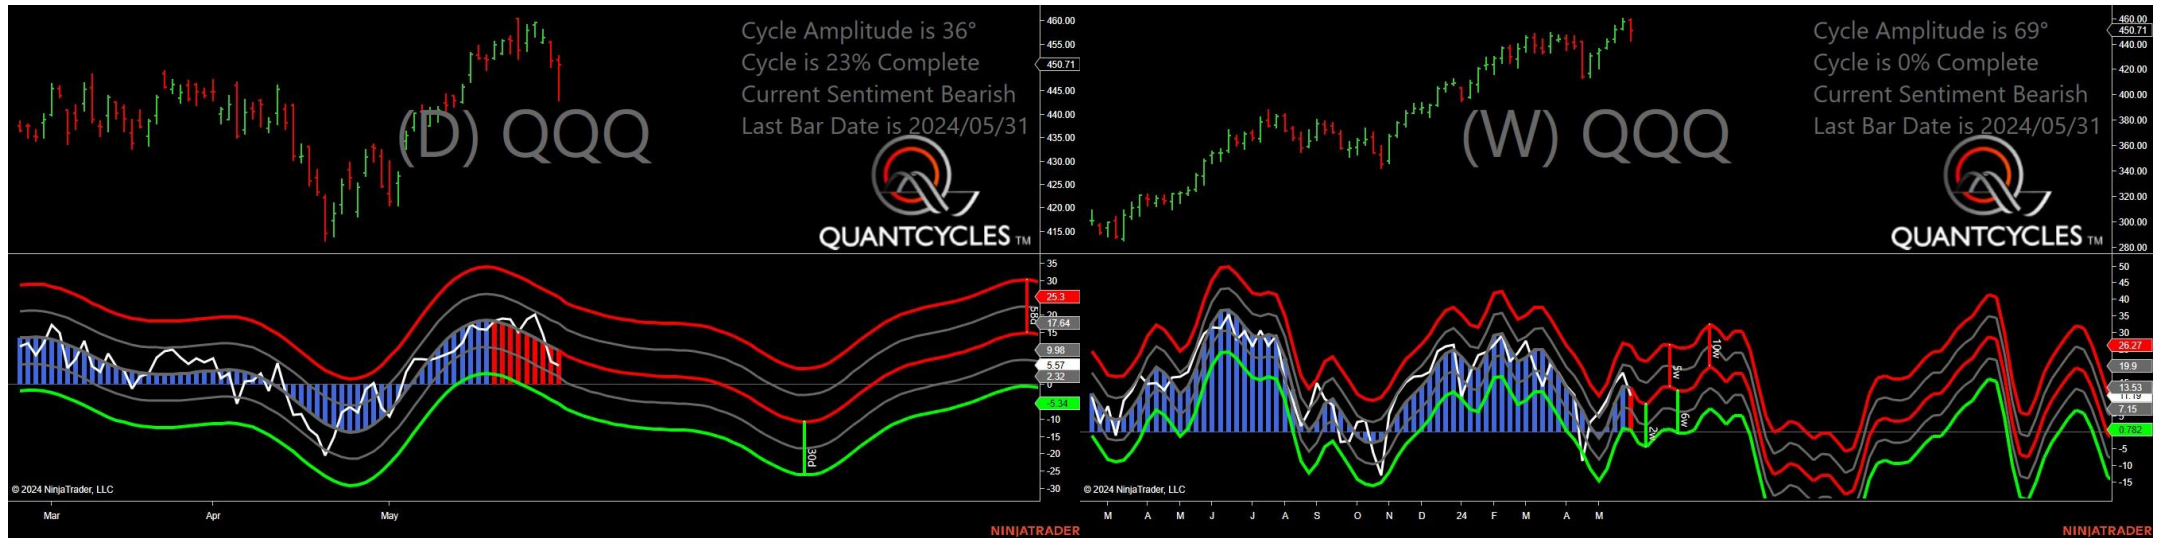 Cycle Amplitude is 36°
Cycle is 23% Complete
Current Sentiment Bearish
Last Bar Date is 2024/05/31
(D) QQQ
QUANTCYCLES TM
460.00
455.00
450.71
445.00
440.00
435.00
430.00
425.00
420.00
415.00
35
30
25.3
20
17.64
15
9.98
5.57
2.32
0
-5.34
-10
-15
-20
-25
-30
58d
30d
© 2024 NinjaTrader, LLC
Mar Apr May
NINJATRADER
Cycle Amplitude is 69°
Cycle is 0% Complete
Current Sentiment Bearish
Last Bar Date is 2024/05/31
(W) QQQ
QUANTCYCLES TM
460.00
450.71
440.00
420.00
400.00
380.00
360.00
340.00
320.00
300.00
280.00
50
45
40
35
30
26.27
19.9
13.53
11.19
7.15
0.782
-5
-10
-15
2w
5w
6w
10w
© 2024 NinjaTrader, LLC
M A M J J A S O N D 24 F M A M
NINJATRADER